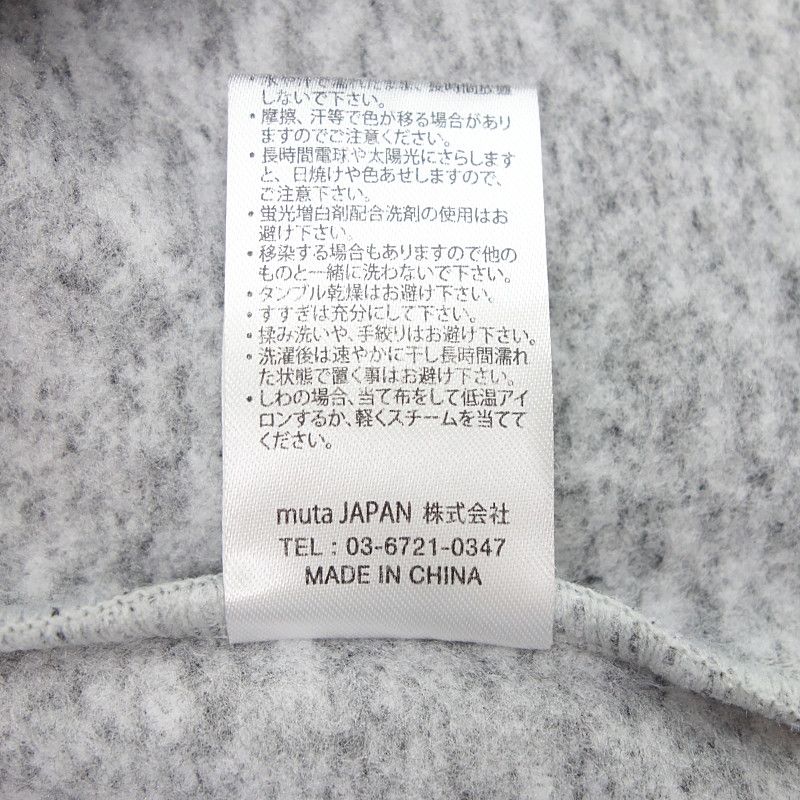 しないで下さい。
・摩擦、汗等で色が移る場合があり
ますのでご注意ください。
・長時間電球や太陽光にさらします
と、日焼けや色あせしますので、
ご注意下さい。
・蛍光増白剤配合洗剤の使用はお
避け下さい。
・移染する場合もありますので他の
ものと一緒に洗わないで下さい。
・タンブル乾燥はお避け下さい。
・すすぎは充分にして下さい。
・揉み洗いや、手絞りはお避け下さい。
・洗濯後は速やかに干し長時間濡れ
た状態で置く事はお避け下さい。
・しわの場合、当て布をして低温アイ
ロンするか、軽くスチームを当てて
ください。
muta JAPAN 株式会社
TEL : 03-6721-0347
MADE IN CHINA